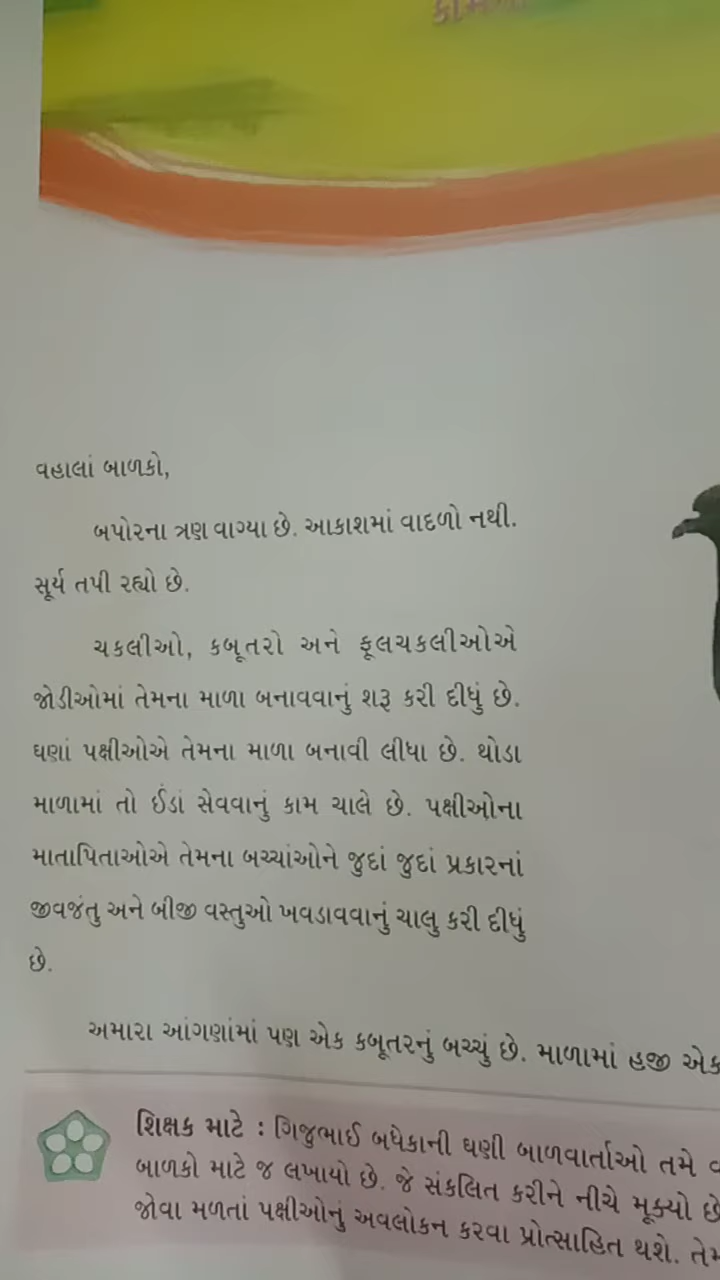 વહાલાં બાળકો,
બપોરના ત્રણ વાગ્યા છે. આકાશમાં વાદળો નથી.
સૂર્ય તપી રહ્યો છે.
ચકલીઓ, કબૂતરો અને ફૂલચકલીઓએ
જોડીઓમાં તેમના માળા બનાવવાનું શરૂ કરી દીધું છે.
ઘણાં પક્ષીઓએ તેમના માળા બનાવી લીધા છે. થોડા
માળામાં તો ઈંડાં સેવવાનું કામ ચાલે છે. પક્ષીઓના
માતાપિતાઓએ તેમના બચ્ચાંઓને જુદાં જુદાં પ્રકારનાં
જીવજંતુ અને બીજી વસ્તુઓ ખવડાવવાનું ચાલુ કરી દીધું
છે.
અમારા આંગણાંમાં પણ એક કબૂતરનું બચ્ચું છે. માળામાં હજી એક
શિક્ષક માટે : ગિજુભાઈ બધેકાની ઘણી બાળવાર્તાઓ તમે
બાળકો માટે જ લખાયો છે. જે સંકલિત કરીને નીચે મૂક્યો છે
જોવા મળતાં પક્ષીઓનું અવલોકન કરવા પ્રોત્સાહિત થશે. તેમ